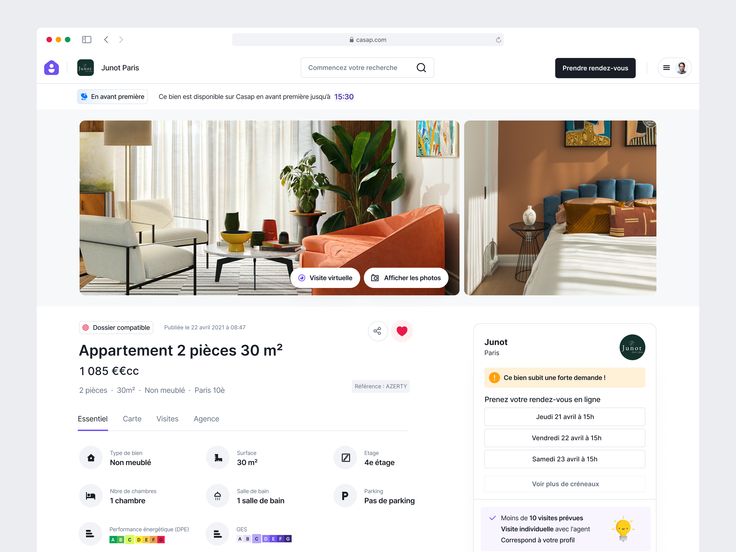 casap.com
Junot
Junot Paris
Commencez votre recherche
Prendre rendez-vous
En avant première
Ce bien est disponible sur Casap en avant première jusqu'à 15:30
Visite virtuelle
Afficher les photos
Dossier compatible
Publiée le 22 avril 2021 à 08:47
Appartement 2 pièces 30 m²
1 085 €€cc
2 pièces · 30m² · Non meublé · Paris 10è
Référence : AZERTY
Essentiel Carte Visites Agence
Type de bien
Non meublé
Surface
30 m²
Etage
4e étage
Nbre de chambres
1 chambre
Salle de bain
1 salle de bain
P
Parking
Pas de parking
Performance énergétique (DPE)
A B C D E F G
GES
A B C D E F G
Junot
Paris
Junot
Ce bien subit une forte demande !
Prenez votre rendez-vous en ligne
Jeudi 21 avril à 15h
Vendredi 22 avril à 15h
Samedi 23 avril à 15h
Voir plus de créneaux
Moins de 10 visites prévues
Visite individuelle avec l'agent
Correspond à votre profil